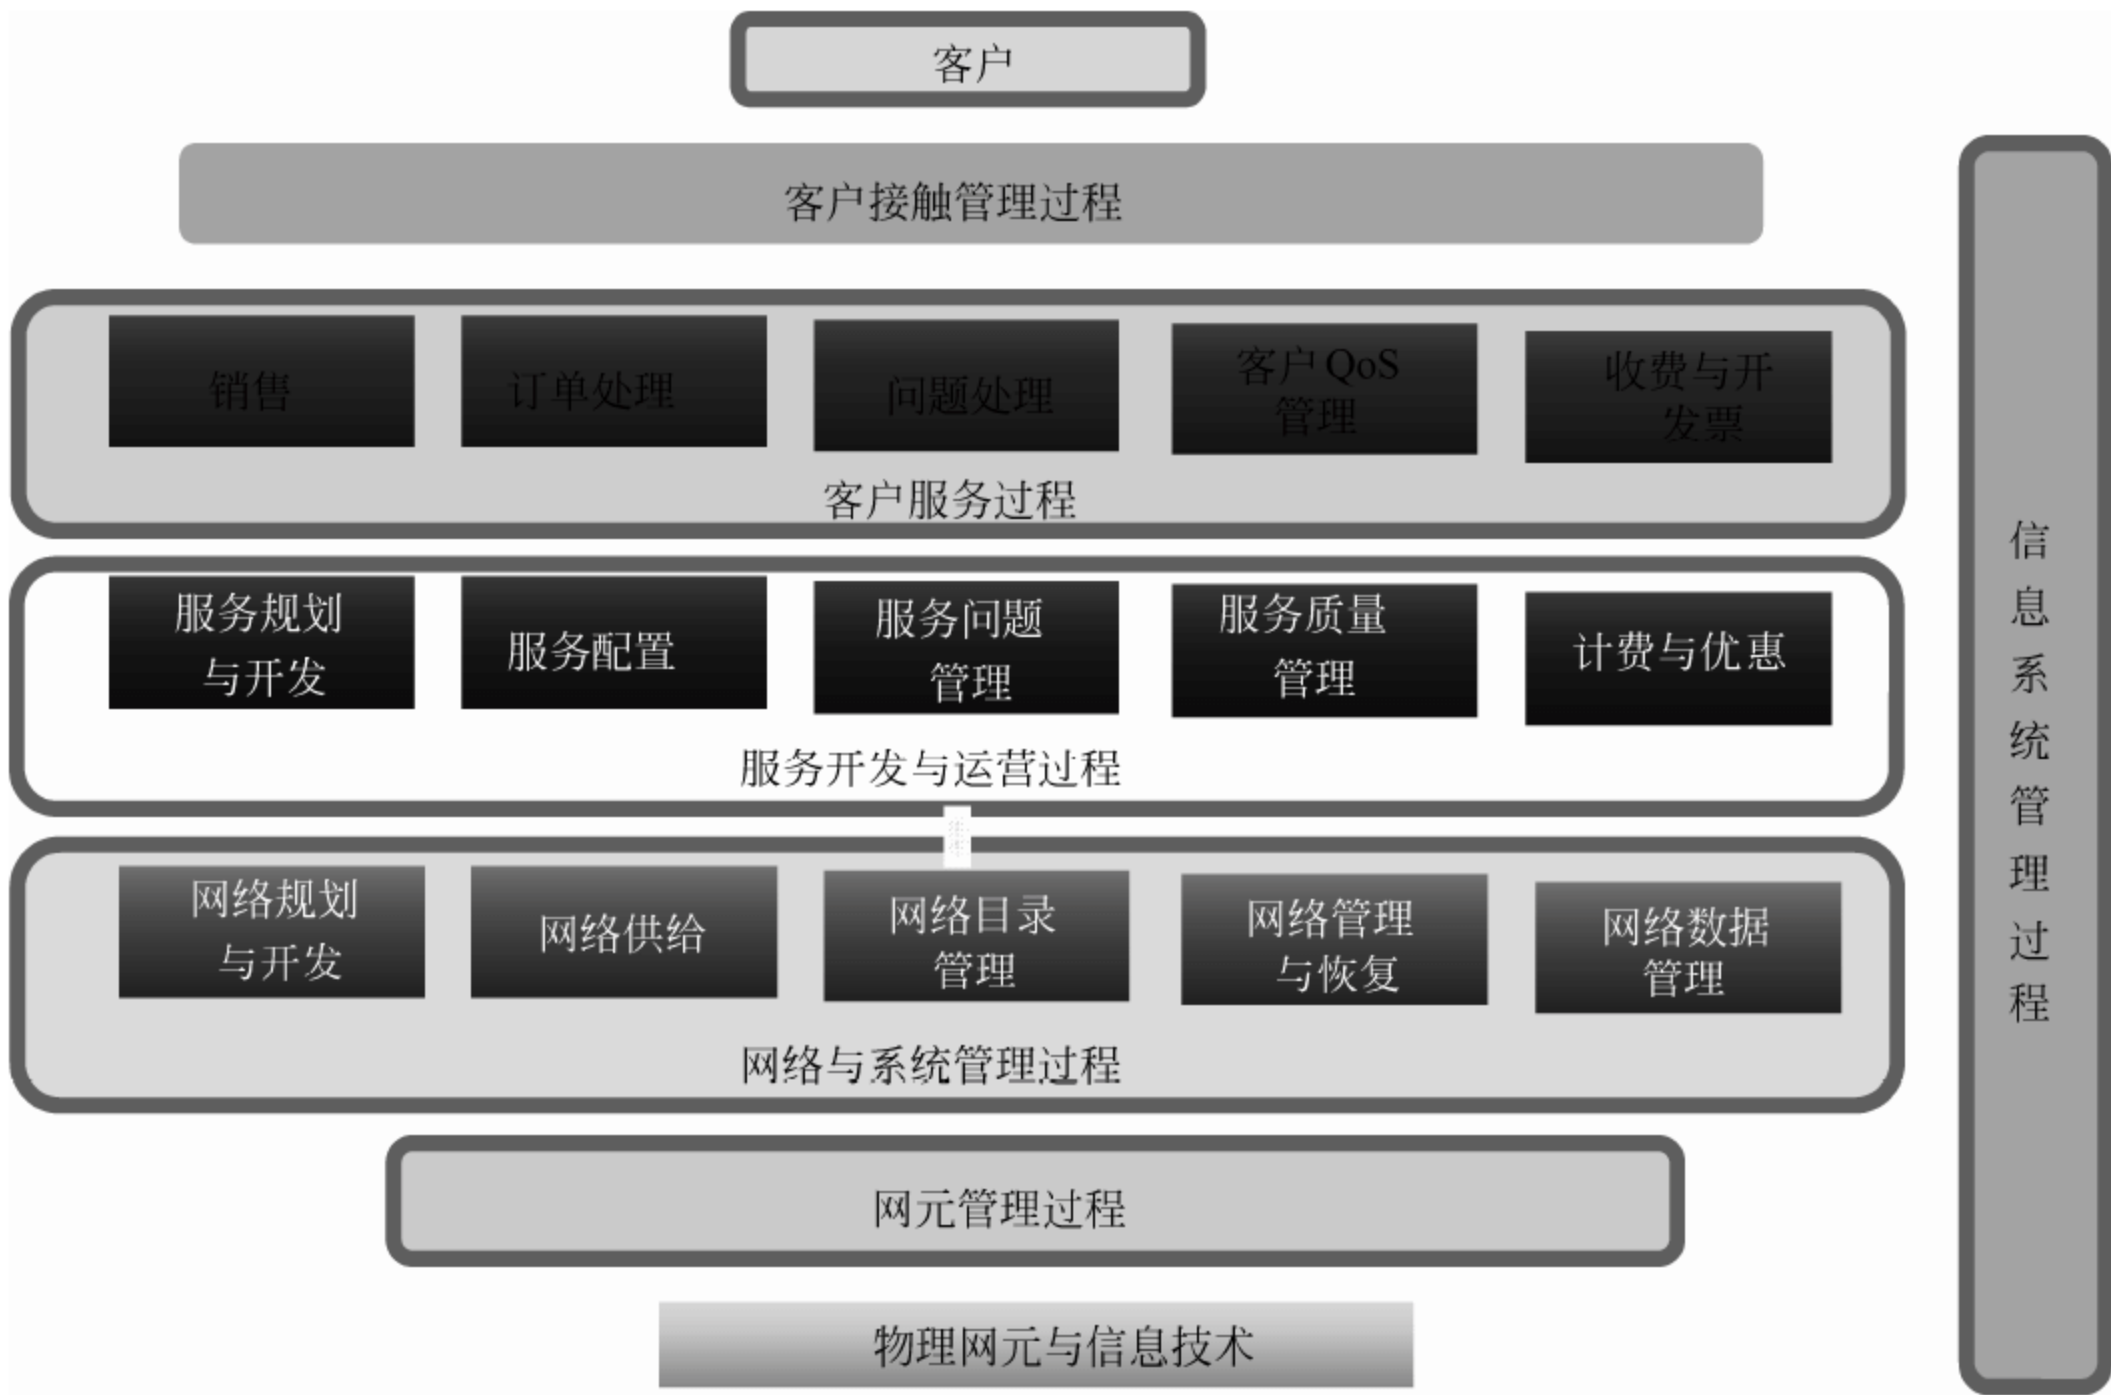 客户
客户接触管理过程
销售
订单处理
问题处理
客户QoS
管理
收费与开
发票
客户服务过程
服务规划
与开发
服务配置
服务问题
管理
服务质量
管理
计费与优惠
服务开发与运营过程
网络规划
与开发
网络供给
网络目录
管理
网络管理
与恢复
网络数据
管理
网络与系统管理过程
网元管理过程
物理网元与信息技术
信息系统管理过程